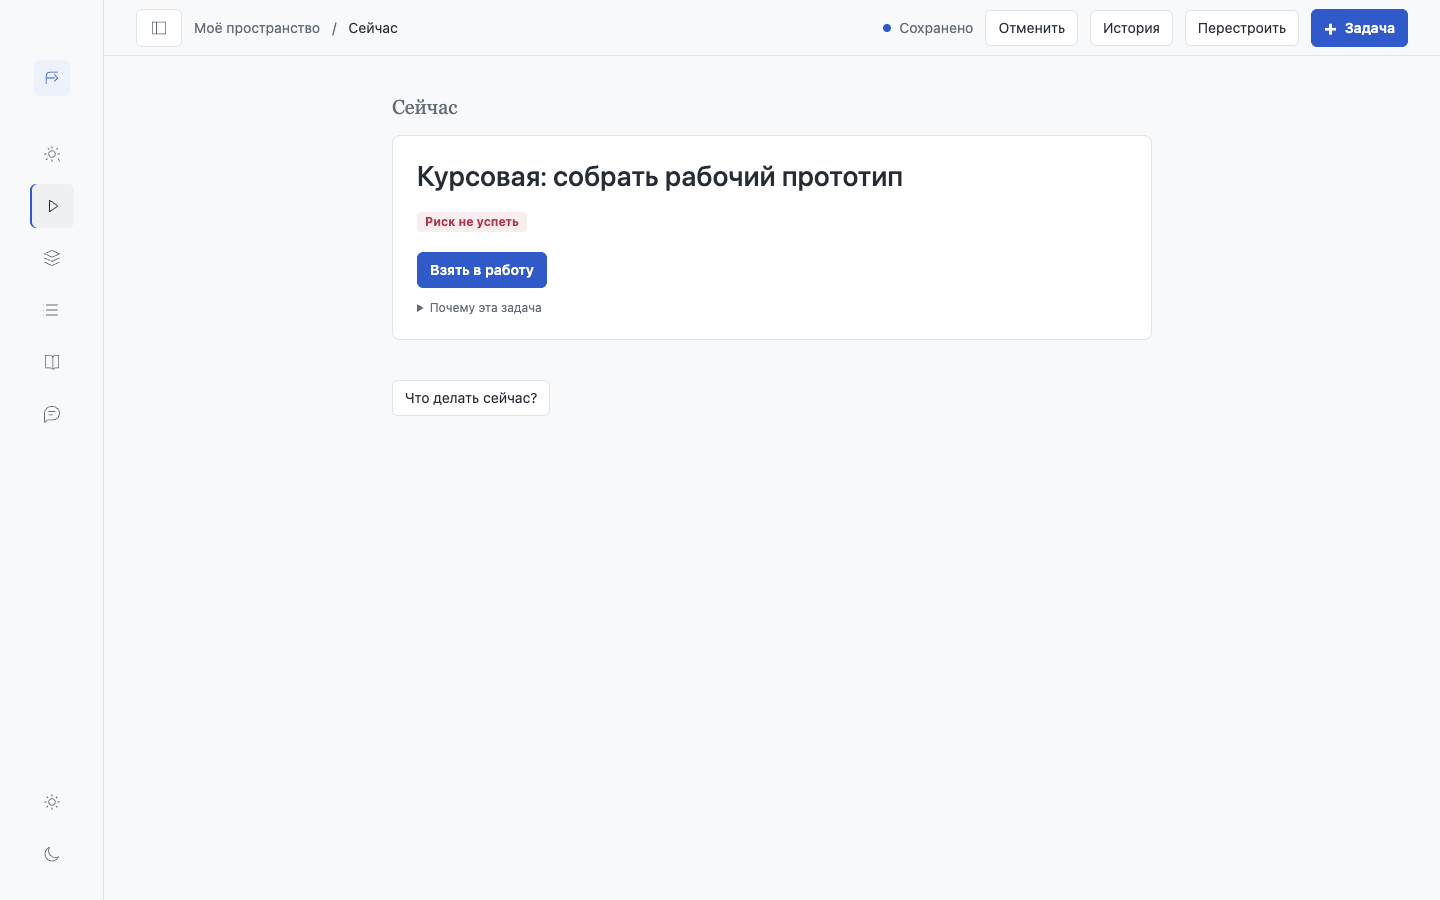 Моё пространство / Сейчас
Сохранено
Отменить
История
Перестроить
+ Задача
Сейчас
Курсовая: собрать рабочий прототип
Риск не успеть
Взять в работу
Почему эта задача
Что делать сейчас?